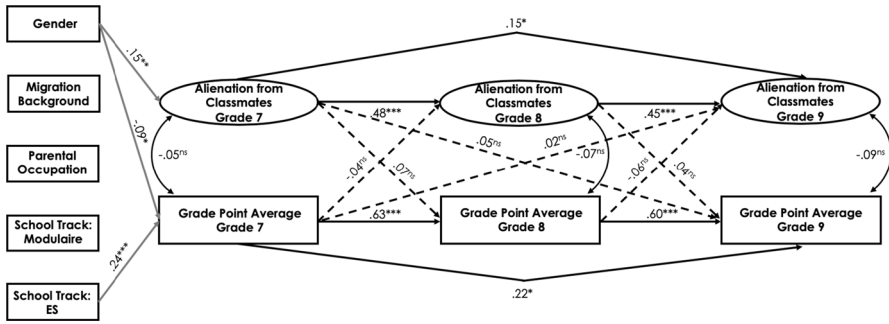 Gender
Migration
Background
Parental
Occupation
School Track:
Modulaire
School Track:
ES
.15**
-.09*
.24***
.15*
Alienation from
Classmates
Grade 7
Alienation from
Classmates
Grade 8
Alienation from
Classmates
Grade 9
.48***
.45***
-.05ns
-.04ns
.07ns
.05ns
.02ns
-.07ns
-.06ns
.04ns
-.09ns
Grade Point Average
Grade 7
Grade Point Average
Grade 8
Grade Point Average
Grade 9
.63***
.60***
.22*